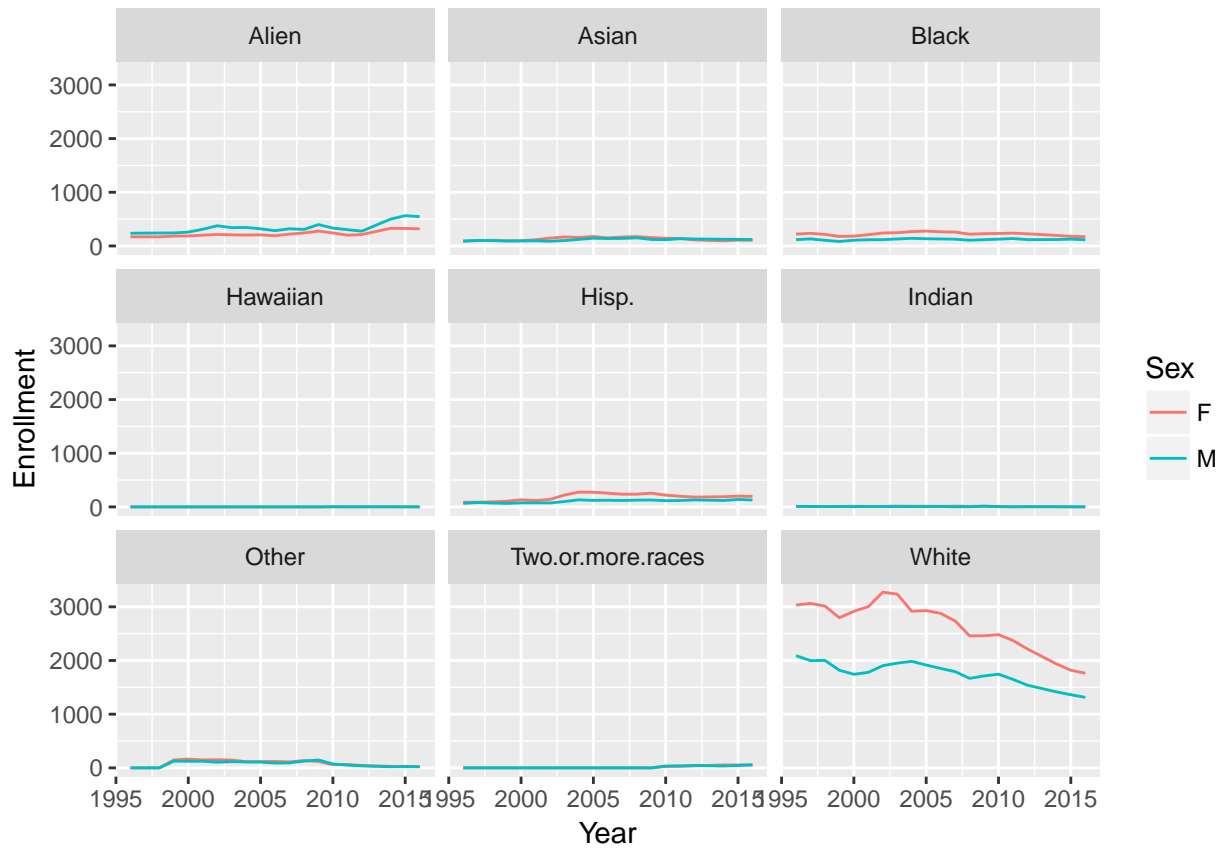 Alien
Asian
Black
3000
2000
1000
0
Hawaiian
Hisp.
Indian
3000
2000
1000
0
Other
Two.or.more.races
White
3000
2000
1000
0
1995 2000 2005 2010 2015
1995 2000 2005 2010 2015
2000 2005 2010 2015
Year
Enrollment
Sex
F
M